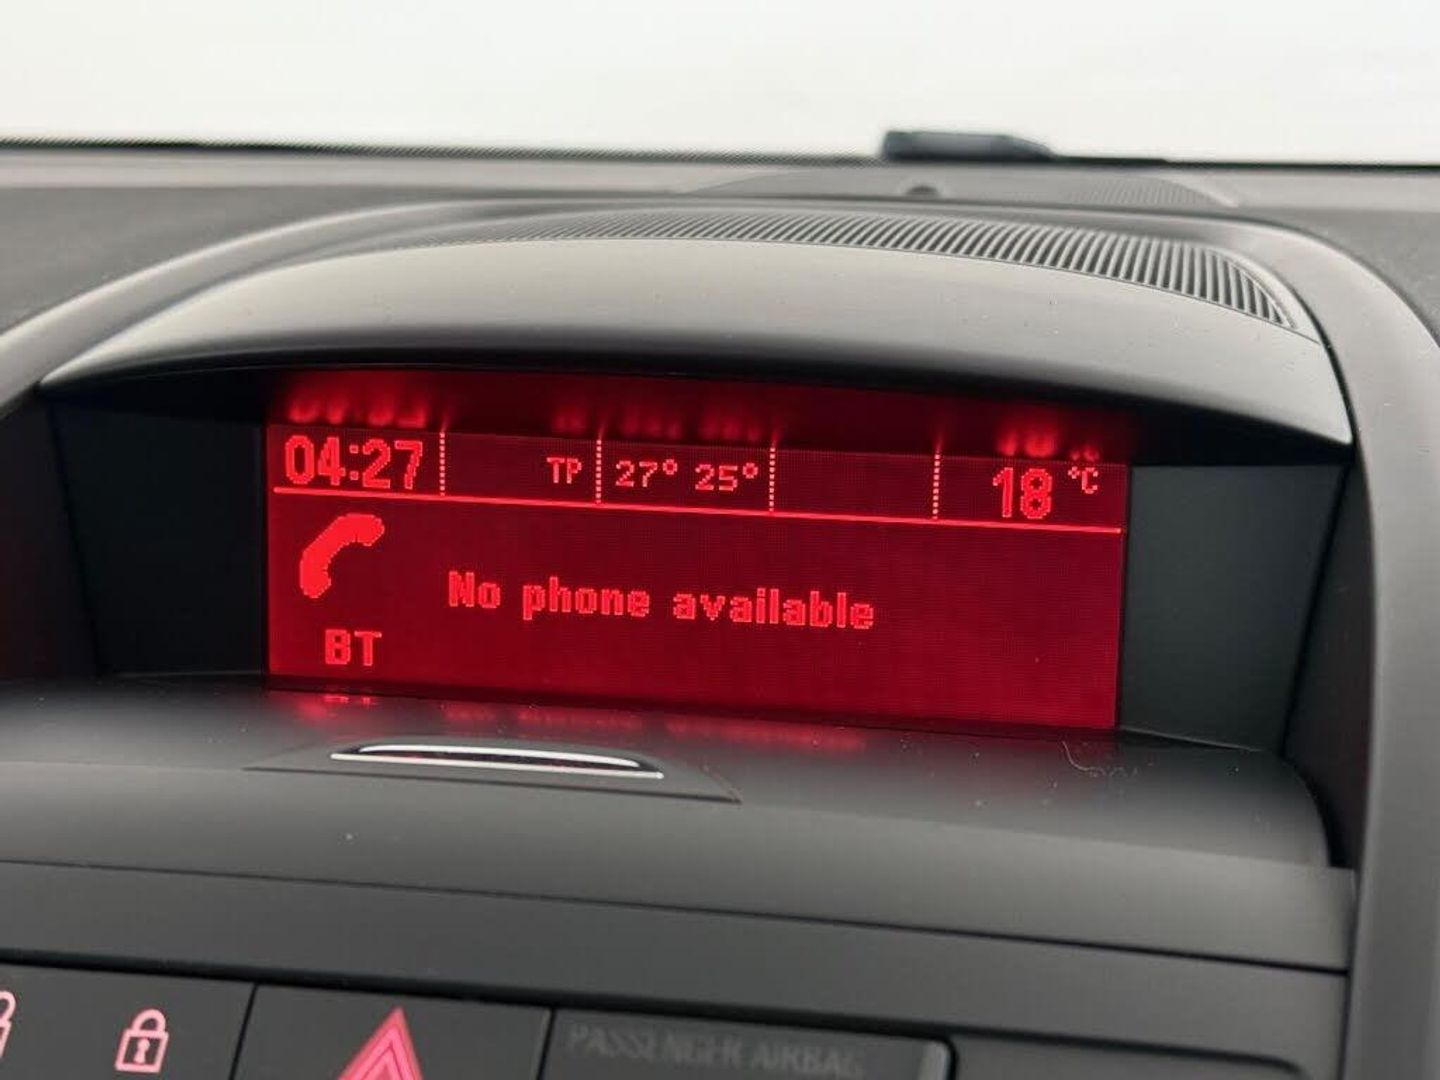 04:27 TP 27° 25° 18 °C
No phone available
BT
PASSENGER AIRBAG